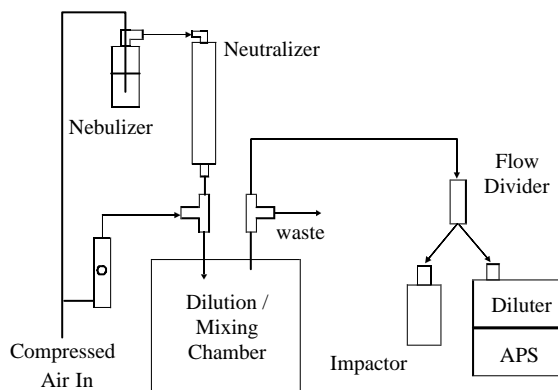 Neutralizer
Nebulizer
Flow
Divider
waste
Dilution /
Mixing
Chamber
Diluter
Compressed
Air In
Impactor
APS